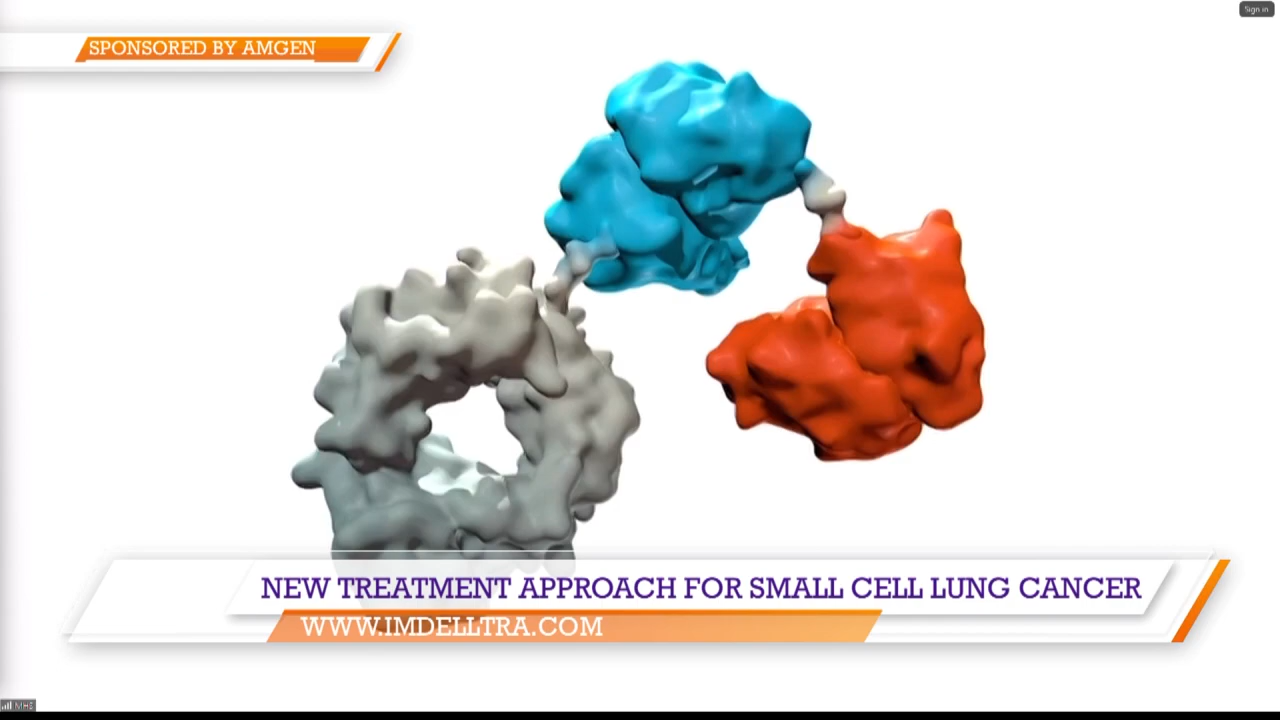 Sign in
SPONSORED BY AMGEN
NEW TREATMENT APPROACH FOR SMALL CELL LUNG CANCER
WWW.IMDELLTRA.COM